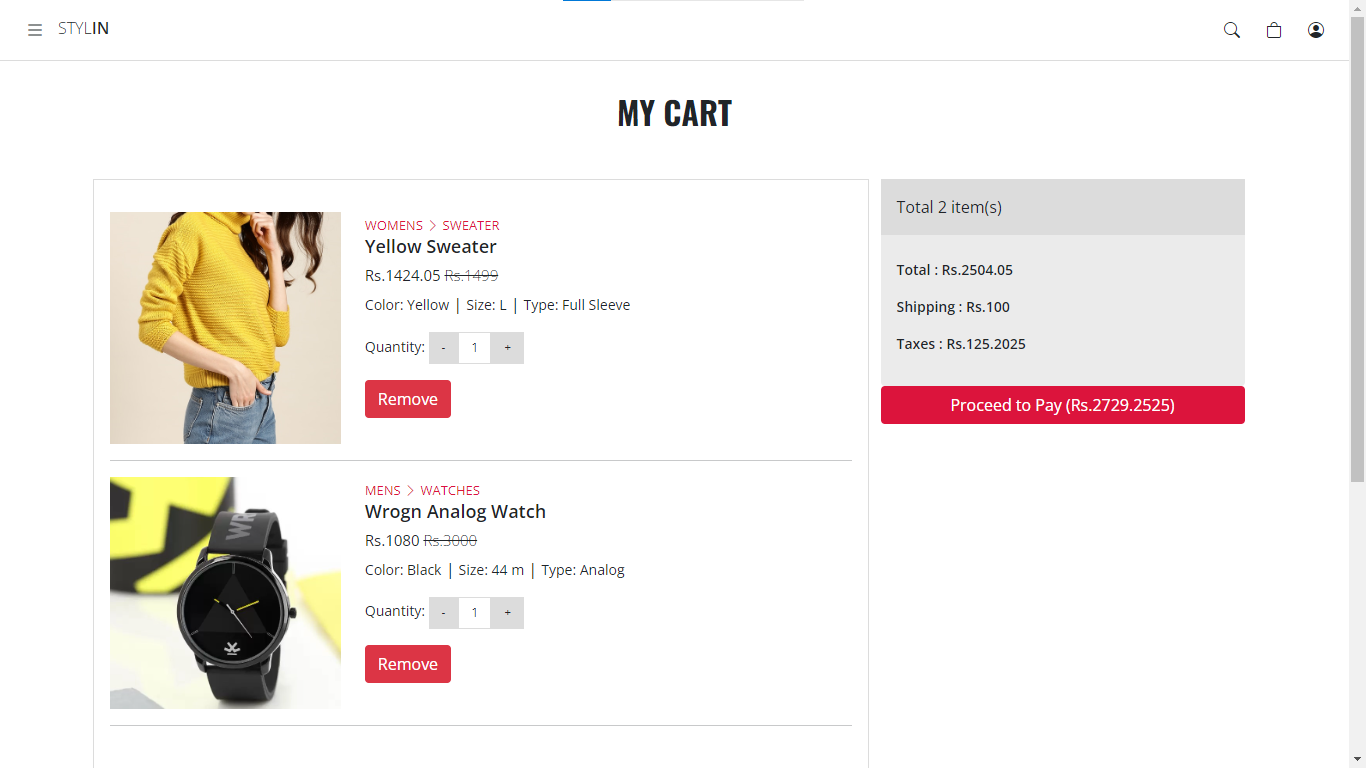 STYLIN
MY CART
WOMENS > SWEATER
Yellow Sweater
Rs.1424.05 Rs.1499
Color: Yellow | Size: L | Type: Full Sleeve
Quantity: - 1 +
Remove
MENS > WATCHES
Wrogn Analog Watch
Rs.1080 Rs.3000
Color: Black | Size: 44 m | Type: Analog
Quantity: - 1 +
Remove
Total 2 item(s)
Total : Rs.2504.05
Shipping : Rs.100
Taxes : Rs.125.2025
Proceed to Pay (Rs.2729.2525)
WR